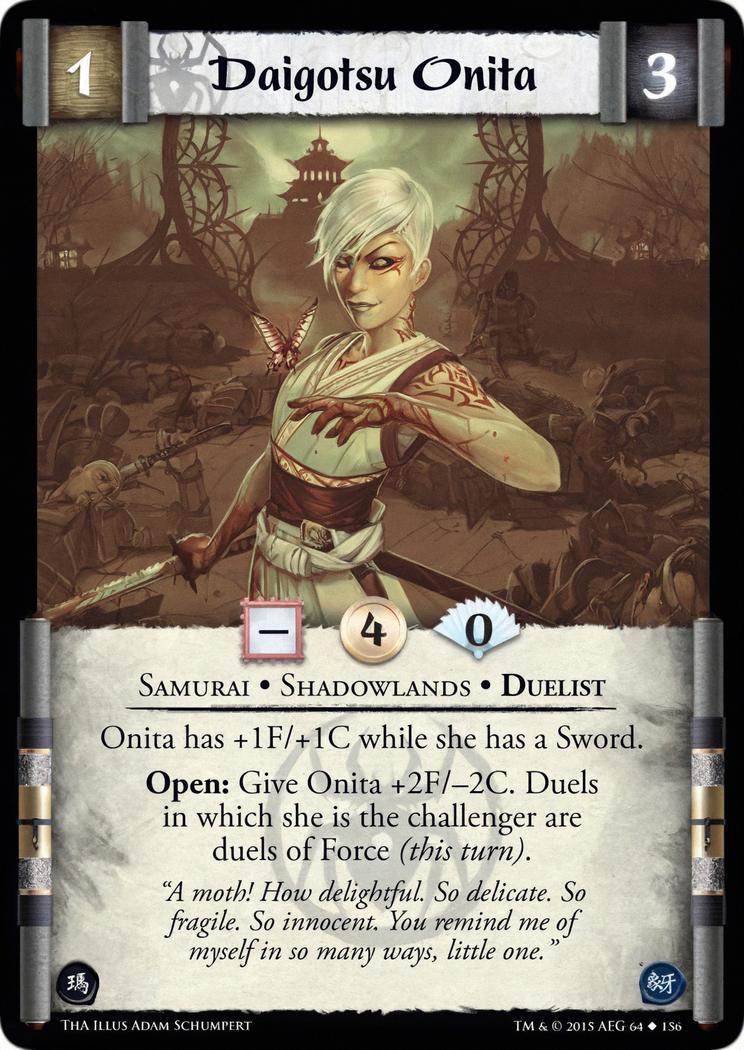 1
Daigotsu Onita
3
–
4
0
Samurai • Shadowlands • Duelist
Onita has +1F/+1C while she has a Sword.
Open: Give Onita +2F/–2C. Duels
in which she is the challenger are
duels of Force (this turn).
“A moth! How delightful. So delicate. So
fragile. So innocent. You remind me of
myself in so many ways, little one.”
瑪
ThA Illus Adam Schumpert
TM & © 2015 AEG 64 ◆ 156